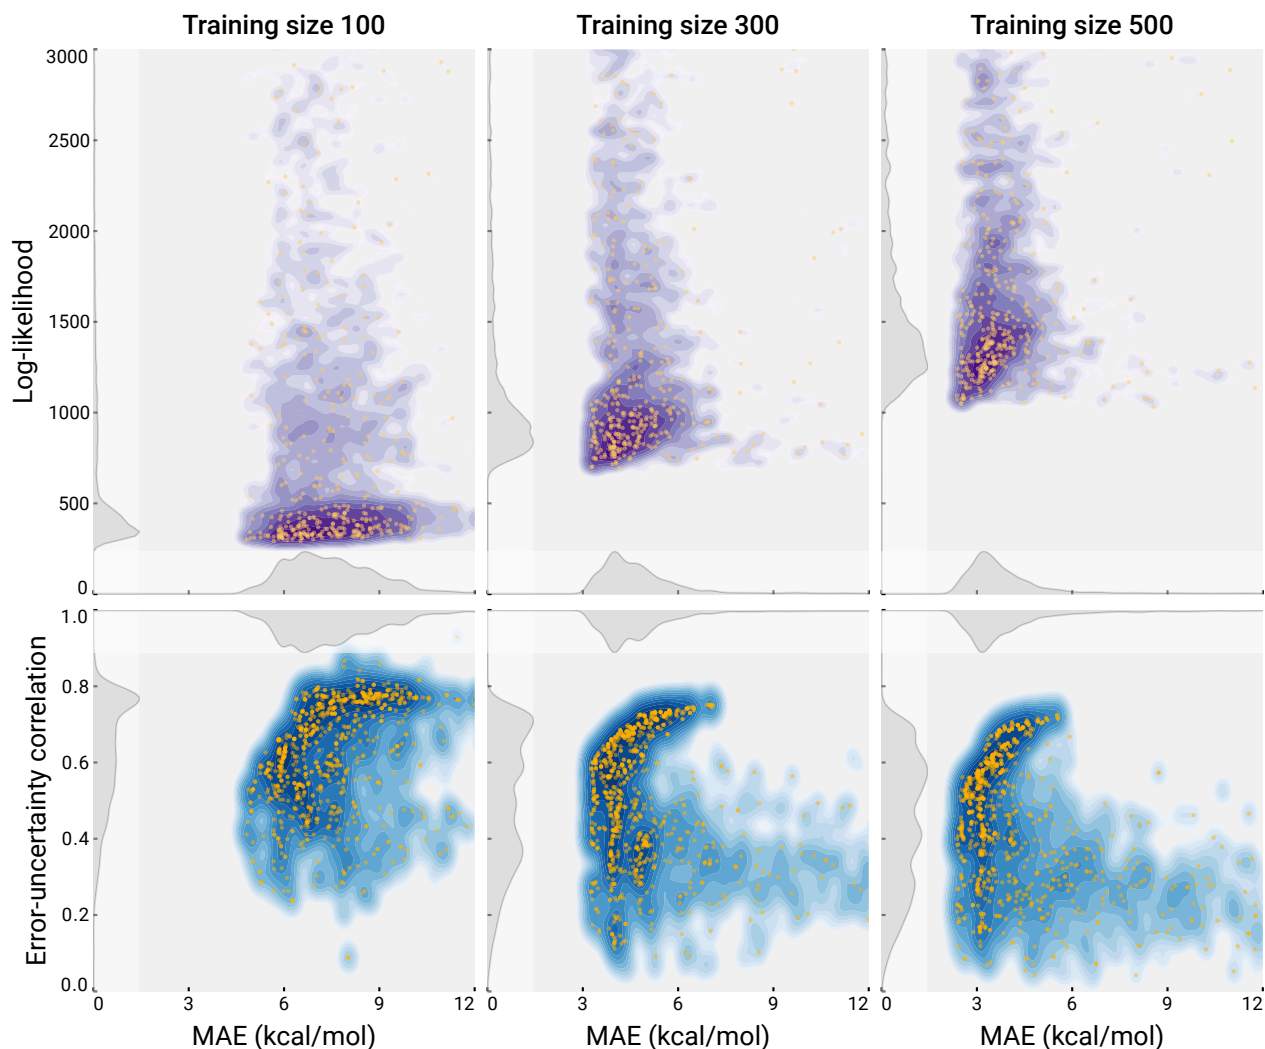 Training size 100 Training size 300 Training size 500
3000
2500
2000
1500
1000
500
0
Log-likelihood
1.0
0.8
0.6
0.4
0.2
0.0
Error-uncertainty correlation
0 3 6 9 12 0 3 6 9 12 0 3 6 9 12
MAE (kcal/mol) MAE (kcal/mol) MAE (kcal/mol)